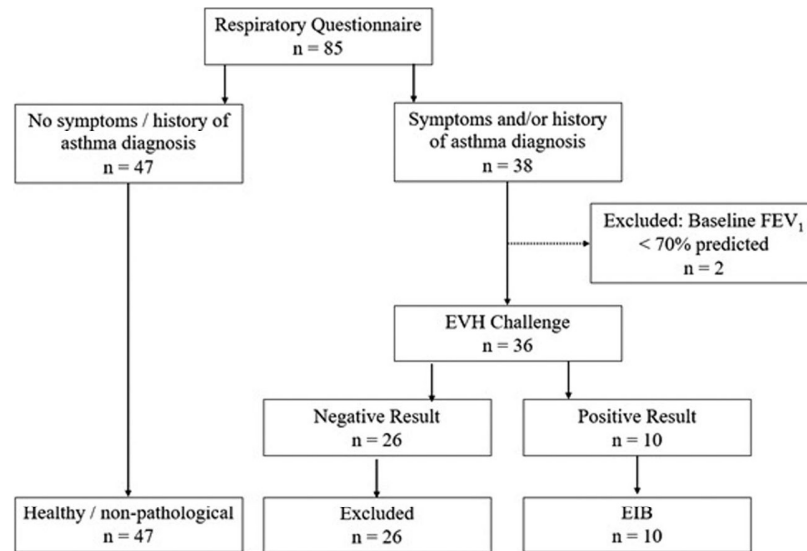 Respiratory Questionnaire
n = 85
No symptoms / history of
asthma diagnosis
n = 47
Symptoms and/or history
of asthma diagnosis
n = 38
Excluded: Baseline FEV₁
< 70% predicted
n = 2
EVH Challenge
n = 36
Negative Result
n = 26
Positive Result
n = 10
Healthy / non-pathological
n = 47
Excluded
n = 26
EIB
n = 10